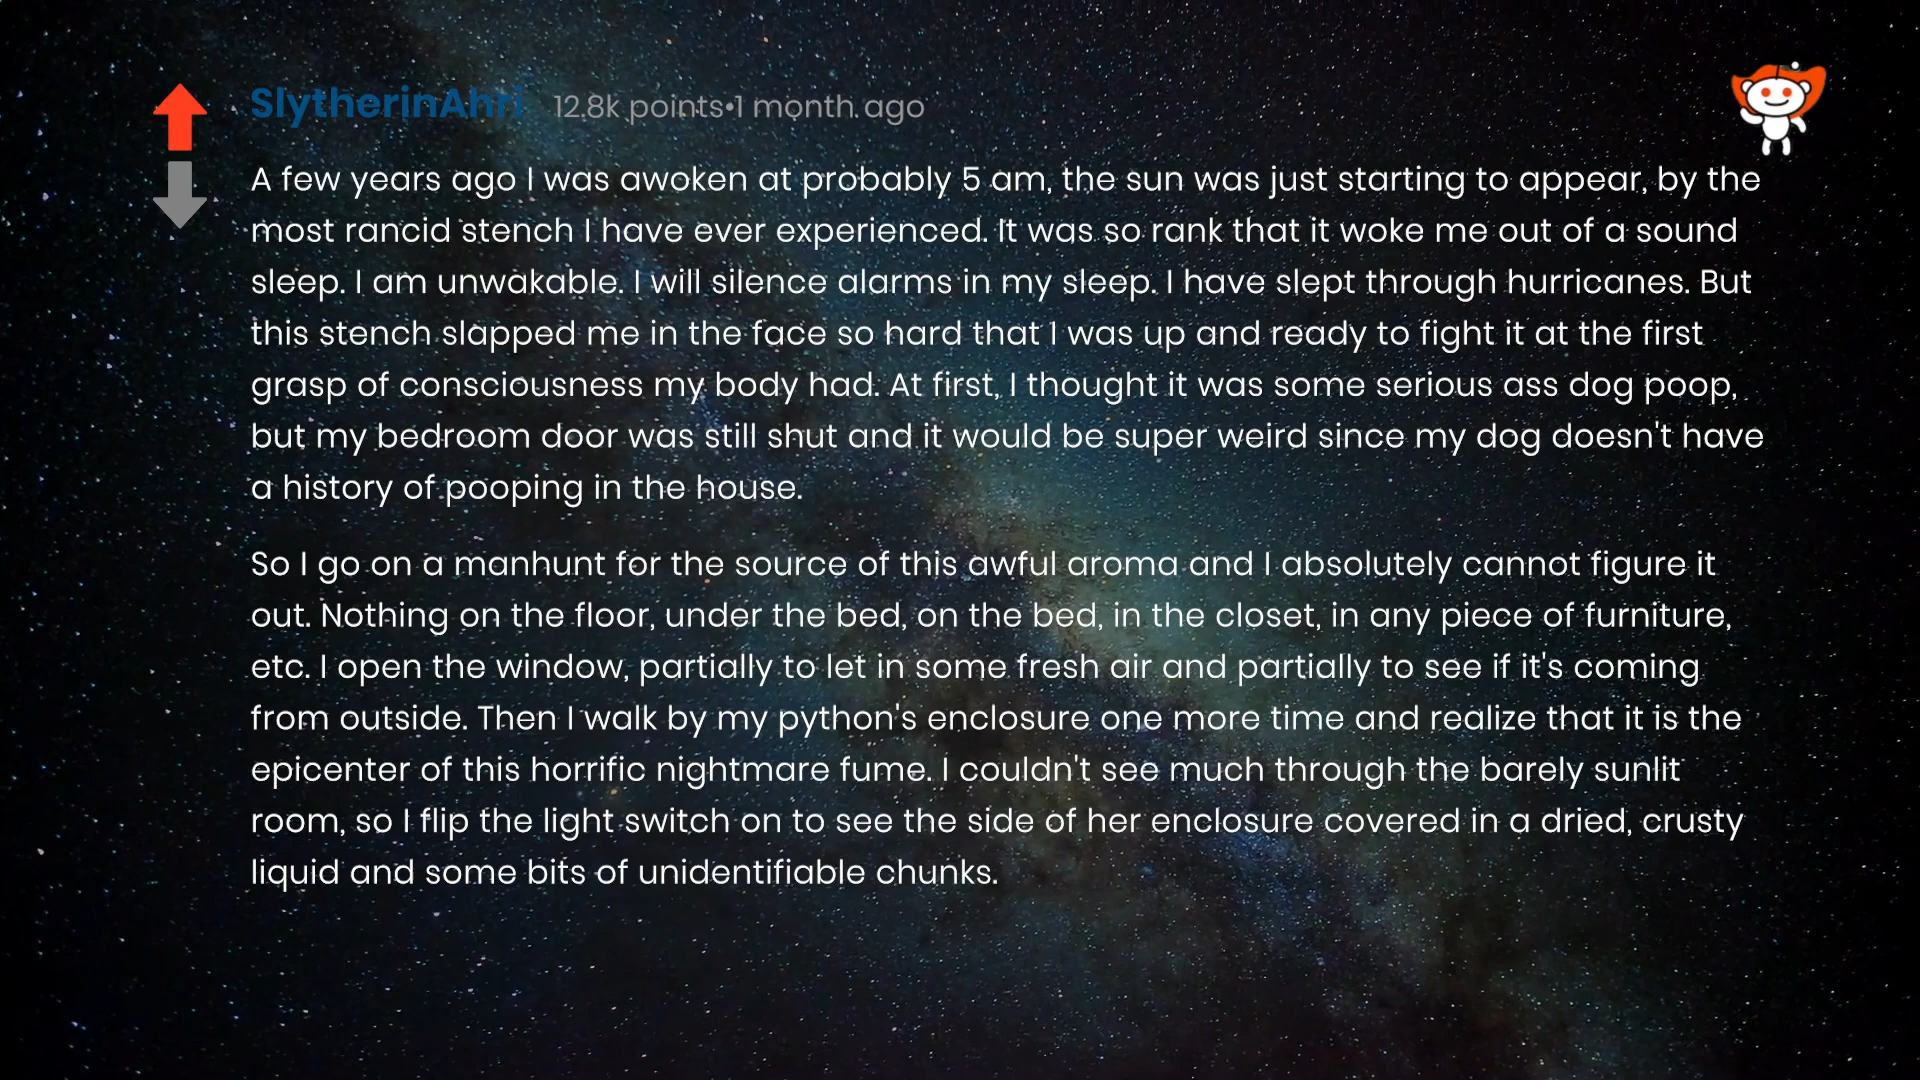 SlytherinAhri 12.8k points•1 month ago
A few years ago I was awoken at probably 5 am, the sun was just starting to appear, by the
most rancid stench I have ever experienced. It was so rank that it woke me out of a sound
sleep. I am unwakable. I will silence alarms in my sleep. I have slept through hurricanes. But
this stench slapped me in the face so hard that I was up and ready to fight it at the first
grasp of consciousness my body had. At first, I thought it was some serious ass dog poop,
but my bedroom door was still shut and it would be super weird since my dog doesn't have
a history of pooping in the house.
So I go on a manhunt for the source of this awful aroma and I absolutely cannot figure it
out. Nothing on the floor, under the bed, on the bed, in the closet, in any piece of furniture,
etc. I open the window, partially to let in some fresh air and partially to see if it's coming
from outside. Then I walk by my python's enclosure one more time and realize that it is the
epicenter of this horrific nightmare fume. I couldn't see much through the barely sunlit
room, so I flip the light switch on to see the side of her enclosure covered in a dried, crusty
liquid and some bits of unidentifiable chunks.